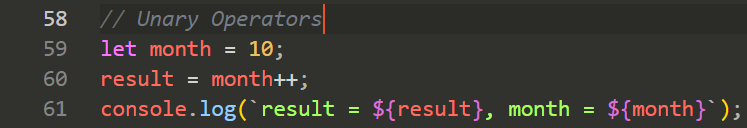 58 // Unary Operators
59 let month = 10;
60 result = month++;
61 console.log(`result = ${result}, month = ${month}`);